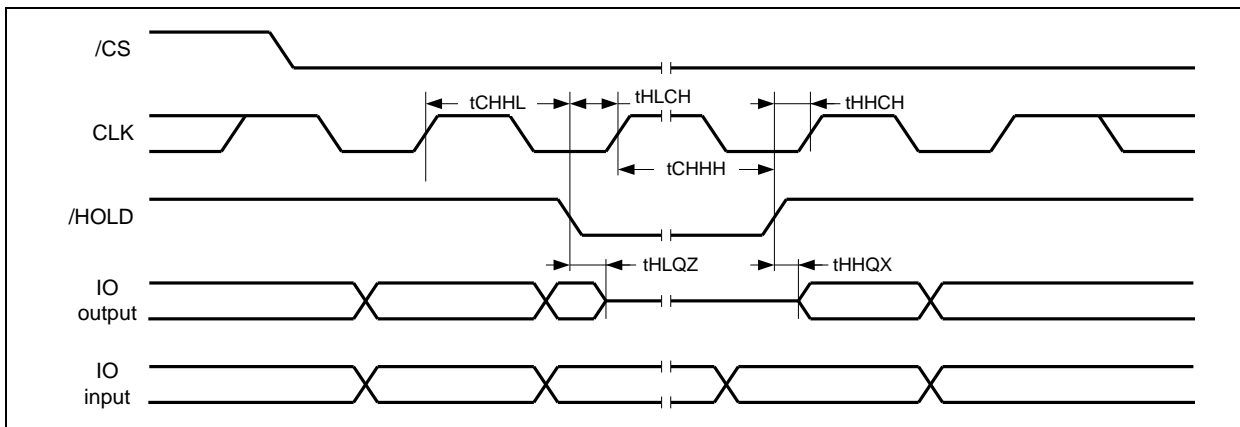 /CS
tCHHL
tHLCH
tHHCH
CLK
tCHHH
/HOLD
tHLQZ
tHHQX
IO
output
IO
input